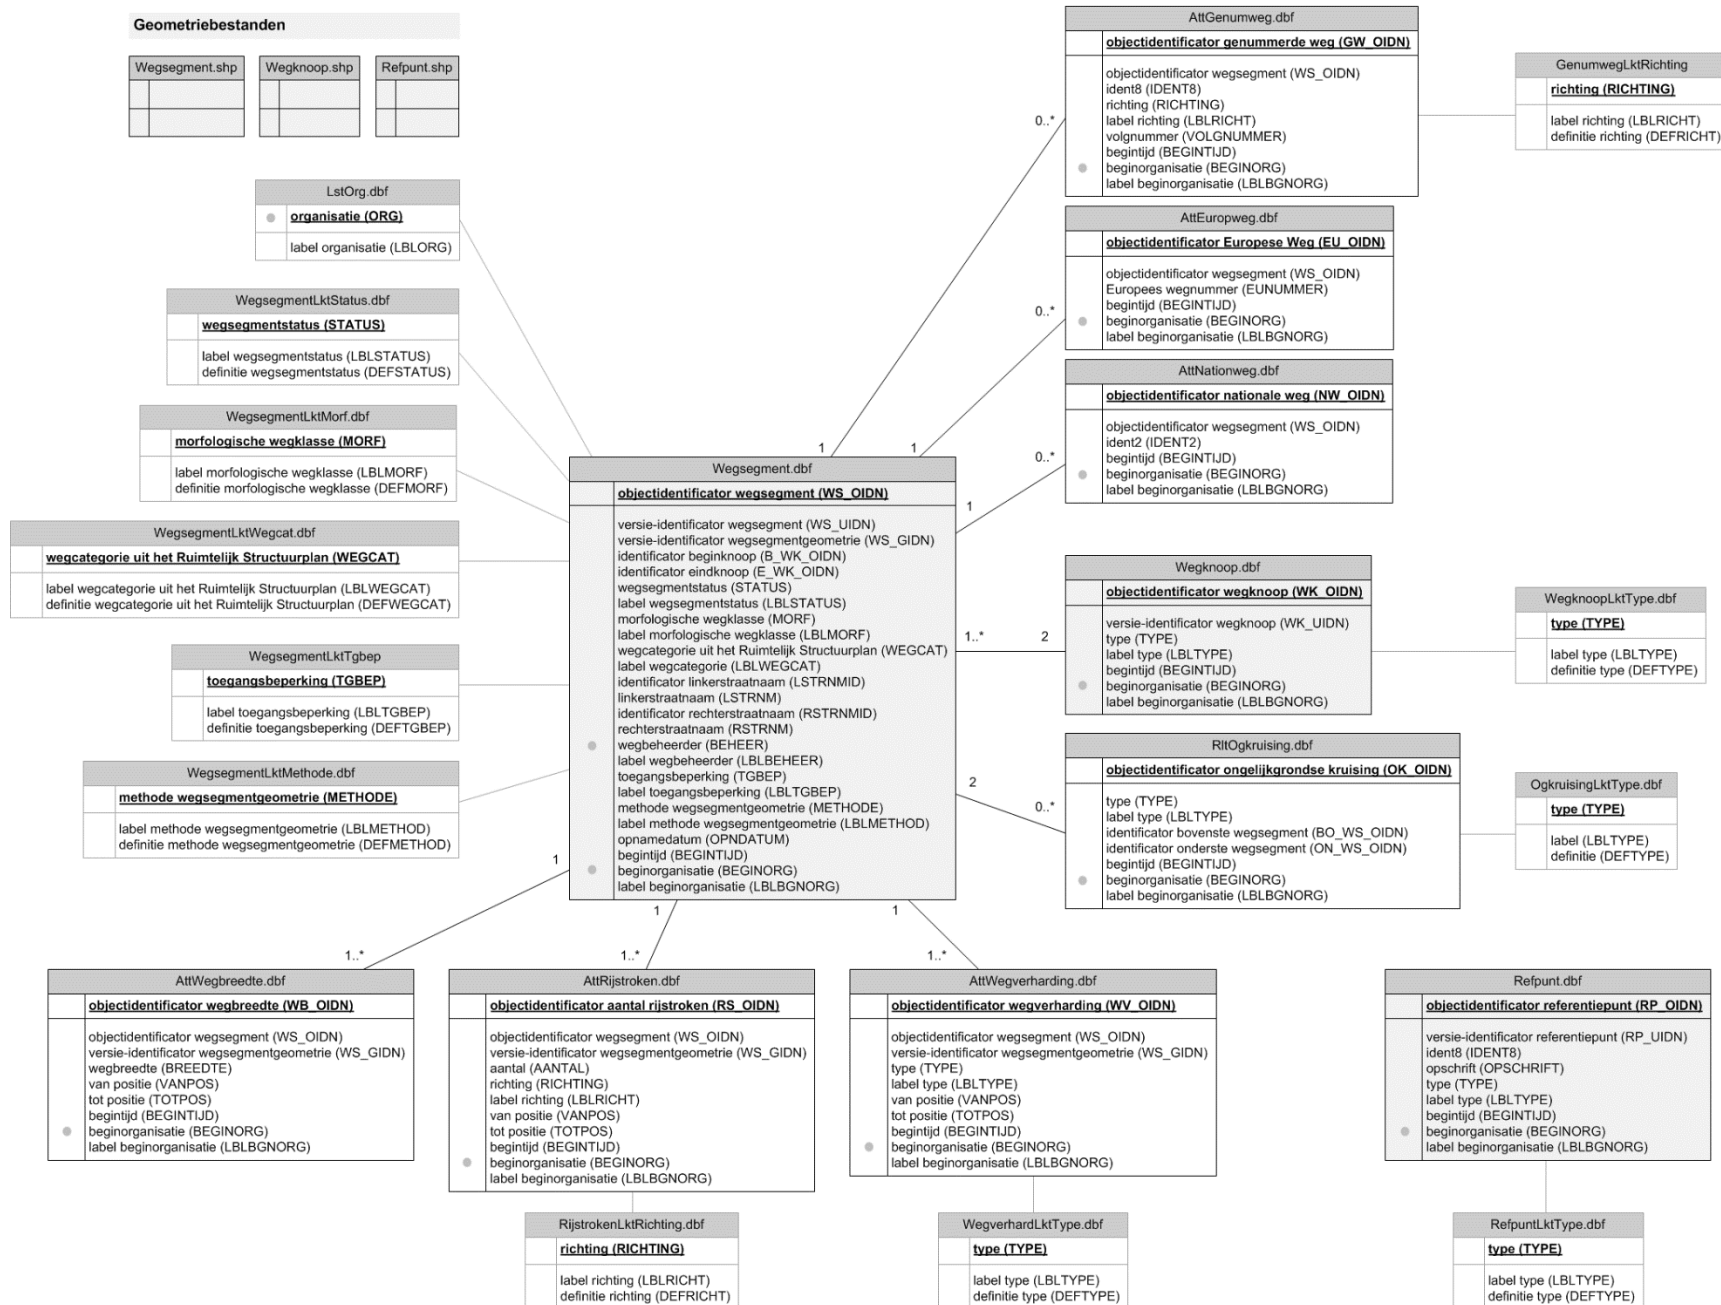 Geometriebestanden
Wegsegment.shp
Wegknoop.shp
Refpunt.shp
LstOrg.dbf
organisatie (ORG)
label organisatie (LBLORG)
WegsegmentLktStatus.dbf
wegsegmentstatus (STATUS)
label wegsegmentstatus (LBLSTATUS)
definitie wegsegmentstatus (DEFSTATUS)
WegsegmentLktMorf.dbf
morfologische wegklasse (MORF)
label morfologische wegklasse (LBLMORF)
definitie morfologische wegklasse (DEFMORF)
WegsegmentLktWegcat.dbf
wegcategorie uit het Ruimtelijk Structuurplan (WEGCAT)
label wegcategorie uit het Ruimtelijk Structuurplan (LBLWEGCAT)
definitie wegcategorie uit het Ruimtelijk Structuurplan (DEFWEGCAT)
WegsegmentLktTgbep
toegangsbeperking (TGBEP)
label toegangsbeperking (LBLTGBEP)
definitie toegangsbeperking (DEFTGBEP)
WegsegmentLktMethode.dbf
methode wegsegmentgeometrie (METHODE)
label methode wegsegmentgeometrie (LBLMETHOD)
definitie methode wegsegmentgeometrie (DEFMETHOD)
Wegsegment.dbf
objectidentificator wegsegment (WS_OIDN)
versie-identificator wegsegment (WS_UIDN)
versie-identificator wegsegmentgeometrie (WS_GIDN)
identificator beginknoop (B_WK_OIDN)
identificator eindknoop (E_WK_OIDN)
wegsegmentstatus (STATUS)
label wegsegmentstatus (LBLSTATUS)
morfologische wegklasse (MORF)
label morfologische wegklasse (LBLMORF)
wegcategorie uit het Ruimtelijk Structuurplan (WEGCAT)
label wegcategorie (LBLWEGCAT)
identificator linkerstraatnaam (LSTRNMID)
linkerstraatnaam (LSTRNM)
identificator rechterstraatnaam (RSTRNMID)
rechterstraatnaam (RSTRNM)
wegbeheerder (BEHEER)
label wegbeheerder (LBLBEHEER)
toegangsbeperking (TGBEP)
label toegangsbeperking (LBLTGBEP)
methode wegsegmentgeometrie (METHODE)
label methode wegsegmentgeometrie (LBLMETHOD)
opnamedatum (OPNDATUM)
begintijd (BEGINTIJD)
beginorganisatie (BEGINORG)
label beginorganisatie (LBLBGNORG)
1
0..*
1
0..*
1
0..*
1..*
2
2
0..*
1
1..*
1
1..*
1
1..*
AttGenumweg.dbf
objectidentificator genummerde weg (GW_OIDN)
objectidentificator wegsegment (WS_OIDN)
ident8 (IDENT8)
richting (RICHTING)
label richting (LBLRICHT)
volgnummer (VOLGNUMMER)
begintijd (BEGINTIJD)
beginorganisatie (BEGINORG)
label beginorganisatie (LBLBGNORG)
GenumwegLktRichting
richting (RICHTING)
label richting (LBLRICHT)
definitie richting (DEFRICHT)
AttEuropweg.dbf
objectidentificator Europese Weg (EU_OIDN)
objectidentificator wegsegment (WS_OIDN)
Europees wegnummer (EUNUMMER)
begintijd (BEGINTIJD)
beginorganisatie (BEGINORG)
label beginorganisatie (LBLBGNORG)
AttNationweg.dbf
objectidentificator nationale weg (NW_OIDN)
objectidentificator wegsegment (WS_OIDN)
ident2 (IDENT2)
begintijd (BEGINTIJD)
beginorganisatie (BEGINORG)
label beginorganisatie (LBLBGNORG)
Wegknoop.dbf
objectidentificator wegknoop (WK_OIDN)
versie-identificator wegknoop (WK_UIDN)
type (TYPE)
label type (LBLTYPE)
begintijd (BEGINTIJD)
beginorganisatie (BEGINORG)
label beginorganisatie (LBLBGNORG)
WegknoopLktType.dbf
type (TYPE)
label type (LBLTYPE)
definitie type (DEFTYPE)
RltOgkruising.dbf
objectidentificator ongelijkgrondse kruising (OK_OIDN)
type (TYPE)
label type (LBLTYPE)
identificator bovenste wegsegment (BO_WS_OIDN)
identificator onderste wegsegment (ON_WS_OIDN)
begintijd (BEGINTIJD)
beginorganisatie (BEGINORG)
label beginorganisatie (LBLBGNORG)
OgkruisingLktType.dbf
type (TYPE)
label (LBLTYPE)
definitie (DEFTYPE)
AttWegbreedte.dbf
objectidentificator wegbreedte (WB_OIDN)
objectidentificator wegsegment (WS_OIDN)
versie-identificator wegsegmentgeometrie (WS_GIDN)
wegbreedte (BREEDTE)
van positie (VANPOS)
tot positie (TOTPOS)
begintijd (BEGINTIJD)
beginorganisatie (BEGINORG)
label beginorganisatie (LBLBGNORG)
AttRijstroken.dbf
objectidentificator aantal rijstroken (RS_OIDN)
objectidentificator wegsegment (WS_OIDN)
versie-identificator wegsegmentgeometrie (WS_GIDN)
aantal (AANTAL)
richting (RICHTING)
label richting (LBLRICHT)
van positie (VANPOS)
tot positie (TOTPOS)
begintijd (BEGINTIJD)
beginorganisatie (BEGINORG)
label beginorganisatie (LBLBGNORG)
AttWegverharding.dbf
objectidentificator wegverharding (WV_OIDN)
objectidentificator wegsegment (WS_OIDN)
versie-identificator wegsegmentgeometrie (WS_GIDN)
type (TYPE)
label type (LBLTYPE)
van positie (VANPOS)
tot positie (TOTPOS)
begintijd (BEGINTIJD)
beginorganisatie (BEGINORG)
label beginorganisatie (LBLBGNORG)
Refpunt.dbf
objectidentificator referentiepunt (RP_OIDN)
versie-identificator referentiepunt (RP_UIDN)
ident8 (IDENT8)
opschrift (OPSCHRIFT)
type (TYPE)
label type (LBLTYPE)
begintijd (BEGINTIJD)
beginorganisatie (BEGINORG)
label beginorganisatie (LBLBGNORG)
RijstrokenLktRichting.dbf
richting (RICHTING)
label richting (LBLRICHT)
definitie richting (DEFRICHT)
WegverhardLktType.dbf
type (TYPE)
label type (LBLTYPE)
definitie type (DEFTYPE)
RefpuntLktType.dbf
type (TYPE)
label type (LBLTYPE)
definitie type (DEFTYPE)